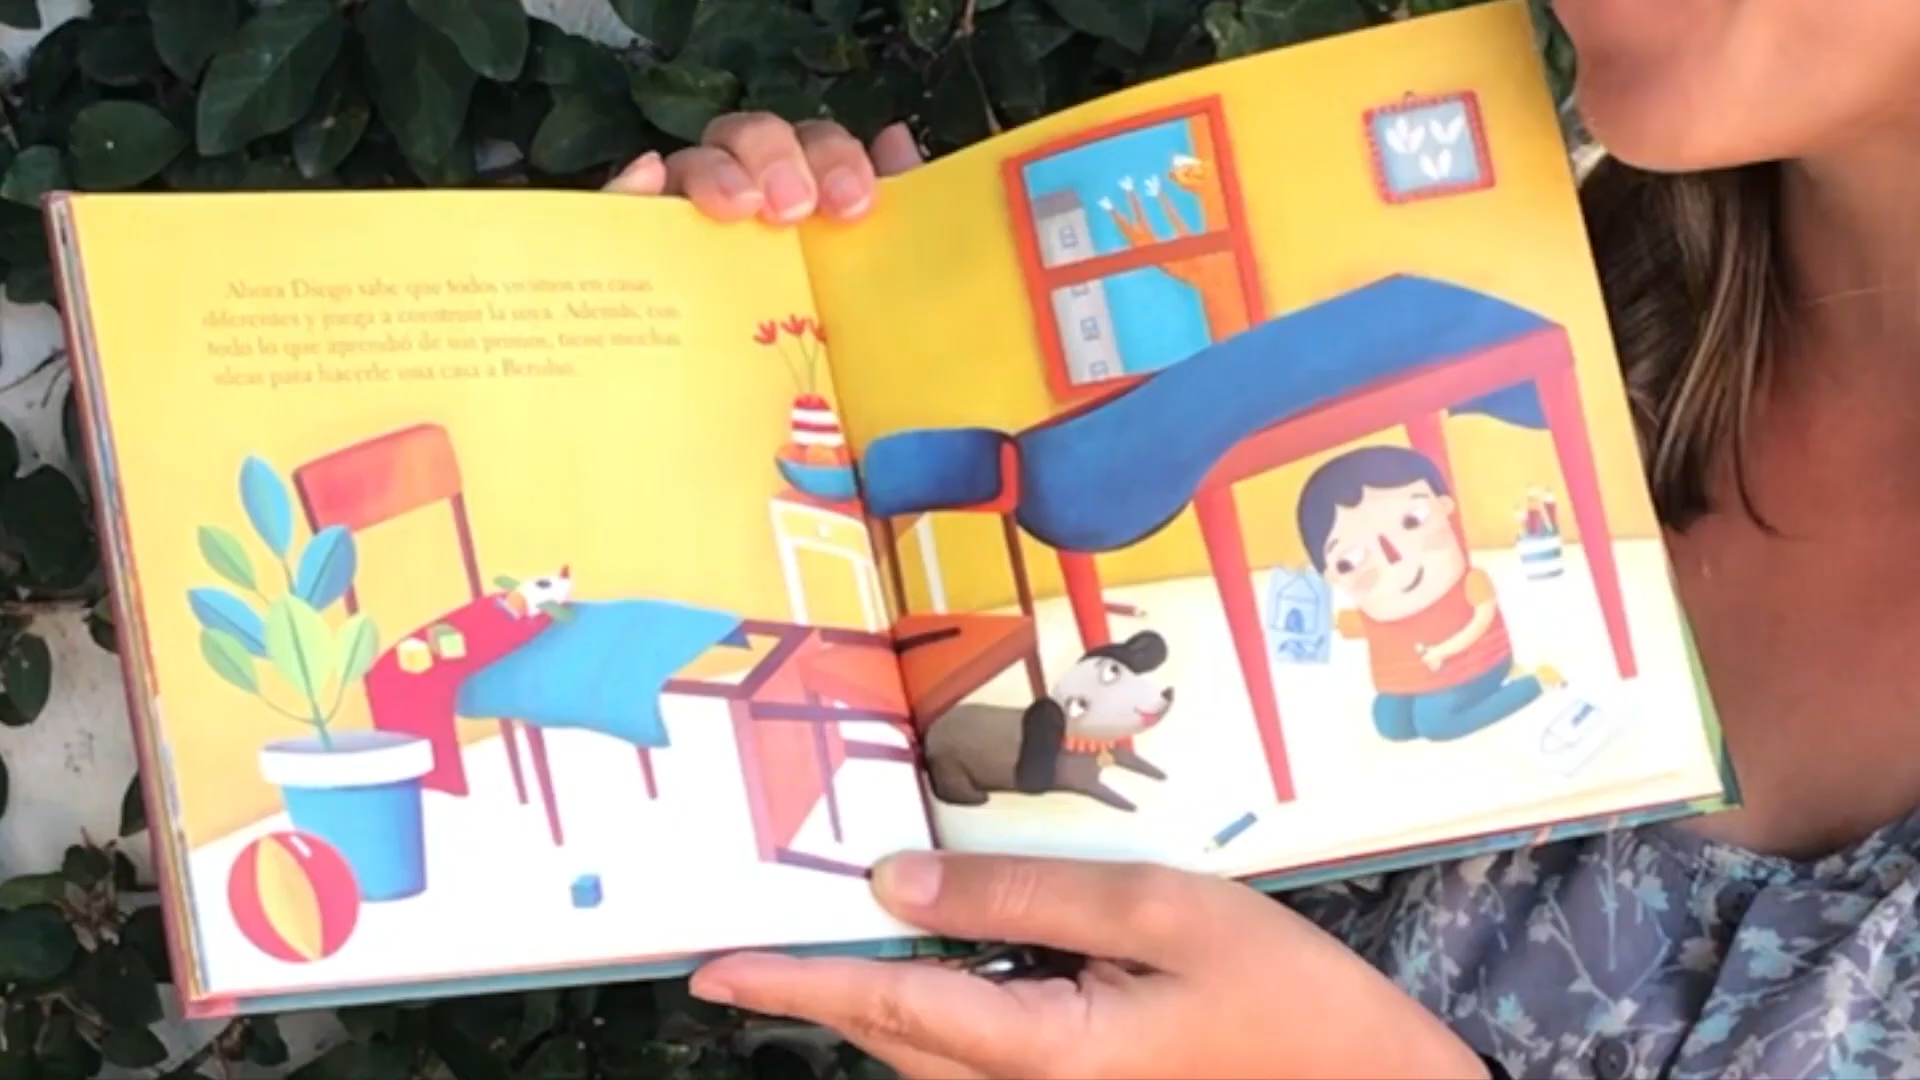 Ahora Diego sabe que todos vivimos en casas
diferentes y juega a construir la suya. Además, con
todo lo que aprendió de sus primos, tiene muchas
ideas para hacerle una casa a